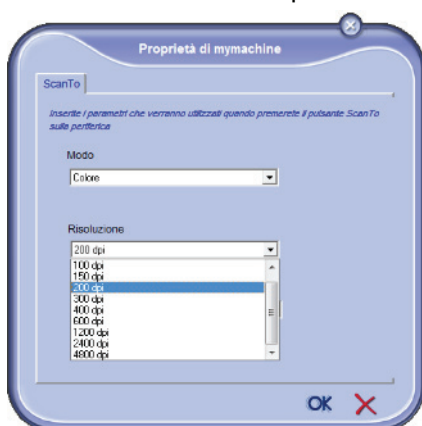 Proprietà di mymachine
ScanTo
Inserite i parametri che verranno utilizzati quando premerete il pulsante ScanTo
sulla periferica
Modo
Colore
Risoluzione
200 dpi
100 dpi
150 dpi
200 dpi
300 dpi
400 dpi
600 dpi
1200 dpi
2400 dpi
4800 dpi
OK